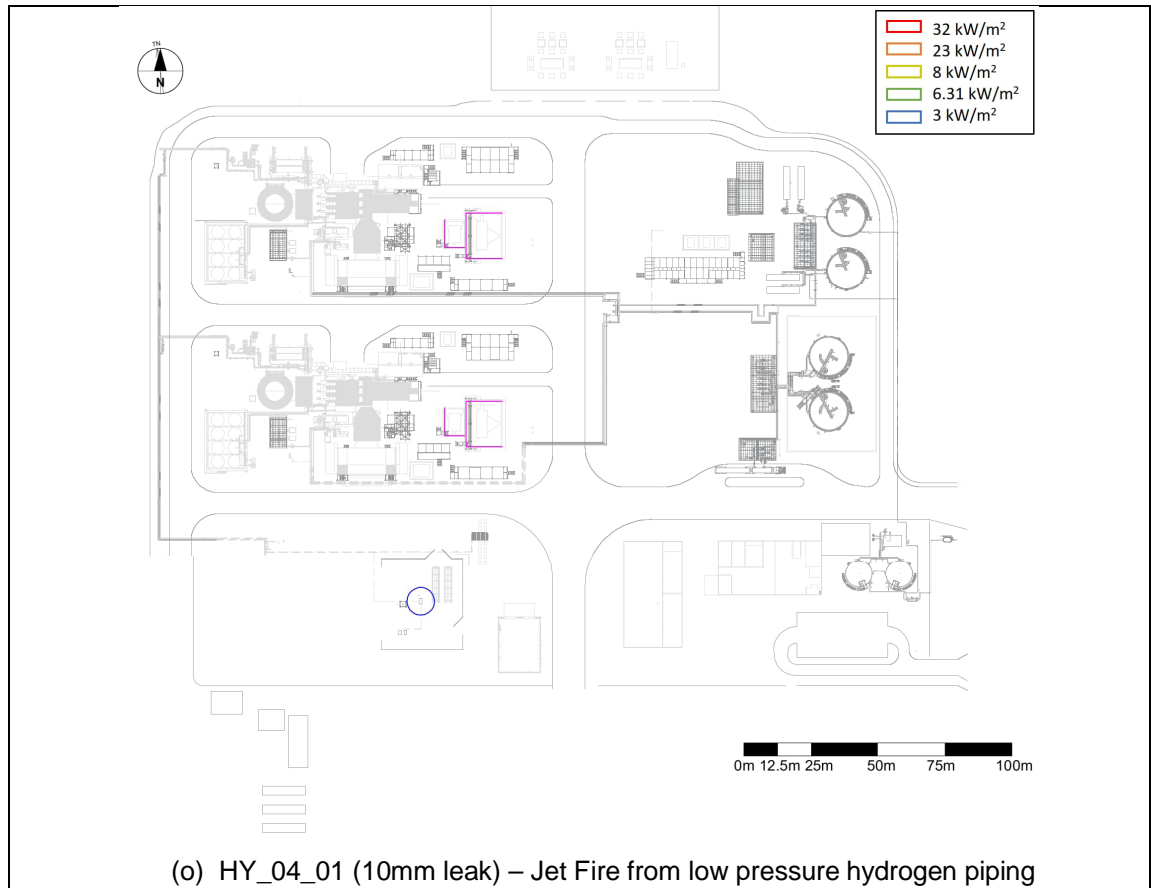 TN
N
32 kW/m²
23 kW/m²
8 kW/m²
6.31 kW/m²
3 kW/m²
0m 12.5m 25m 50m 75m 100m
(o) HY_04_01 (10mm leak) – Jet Fire from low pressure hydrogen piping